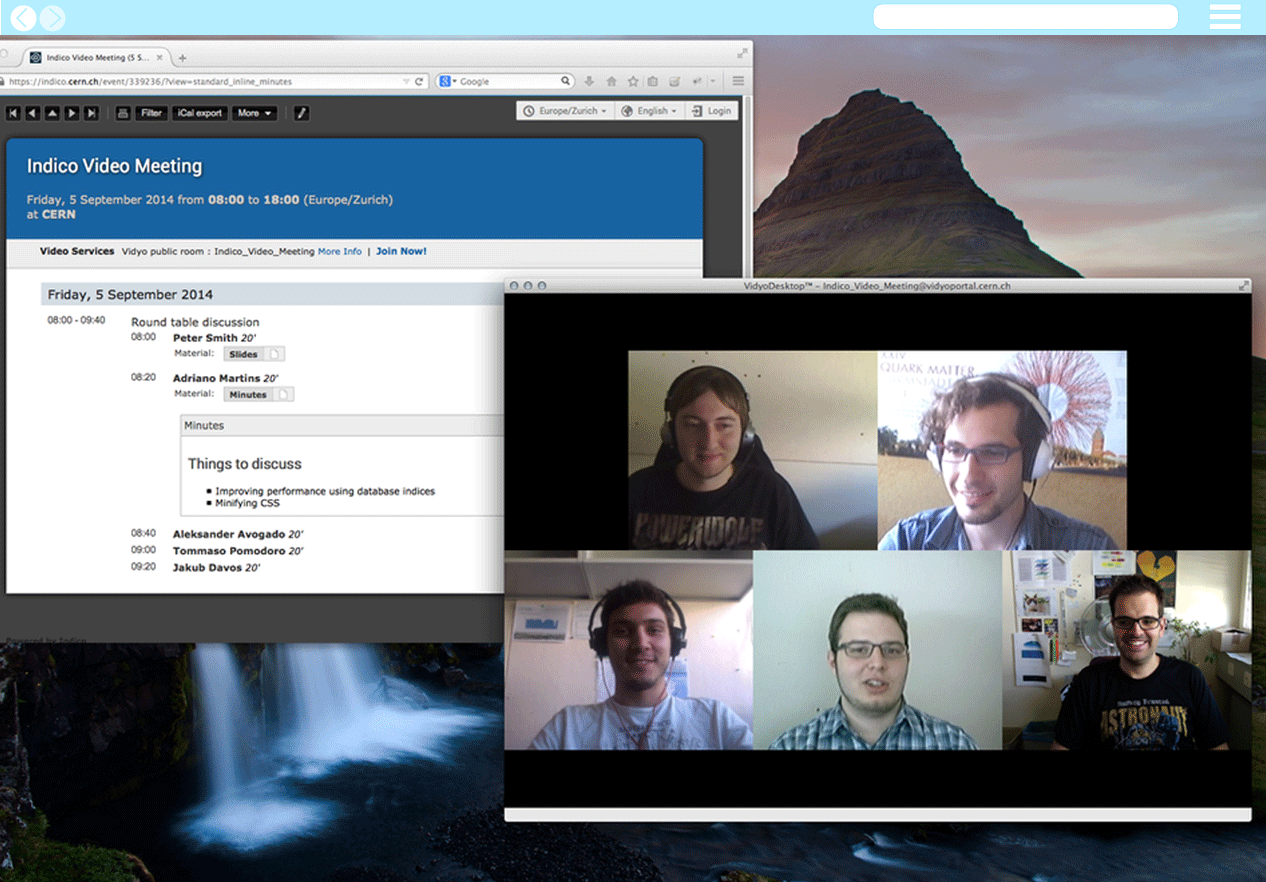 Indico Video Meeting (5 S...
https://indico.cern.ch/event/339236/?view=standard_inline_minutes
Google
Filter
iCal export
More
Europe/Zurich
English
Login
Indico Video Meeting
Friday, 5 September 2014 from 08:00 to 18:00 (Europe/Zurich)
at CERN
Video Services Vidyo public room : Indico_Video_Meeting More Info | Join Now!
Friday, 5 September 2014
08:00 - 09:40 Round table discussion
08:00 Peter Smith 20'
Material: Slides
08:20 Adriano Martins 20'
Material: Minutes
Minutes
Things to discuss
Improving performance using database indices
Minifying CSS
08:40 Aleksander Avogado 20'
09:00 Tommaso Pomodoro 20'
09:20 Jakub Davos 20'
Powered by Indico
VidyoDesktop™ – Indico_Video_Meeting@vidyoportal.cern.ch
XXIV
QUARK MATTER
POWERWOLF
ASTRONAUT